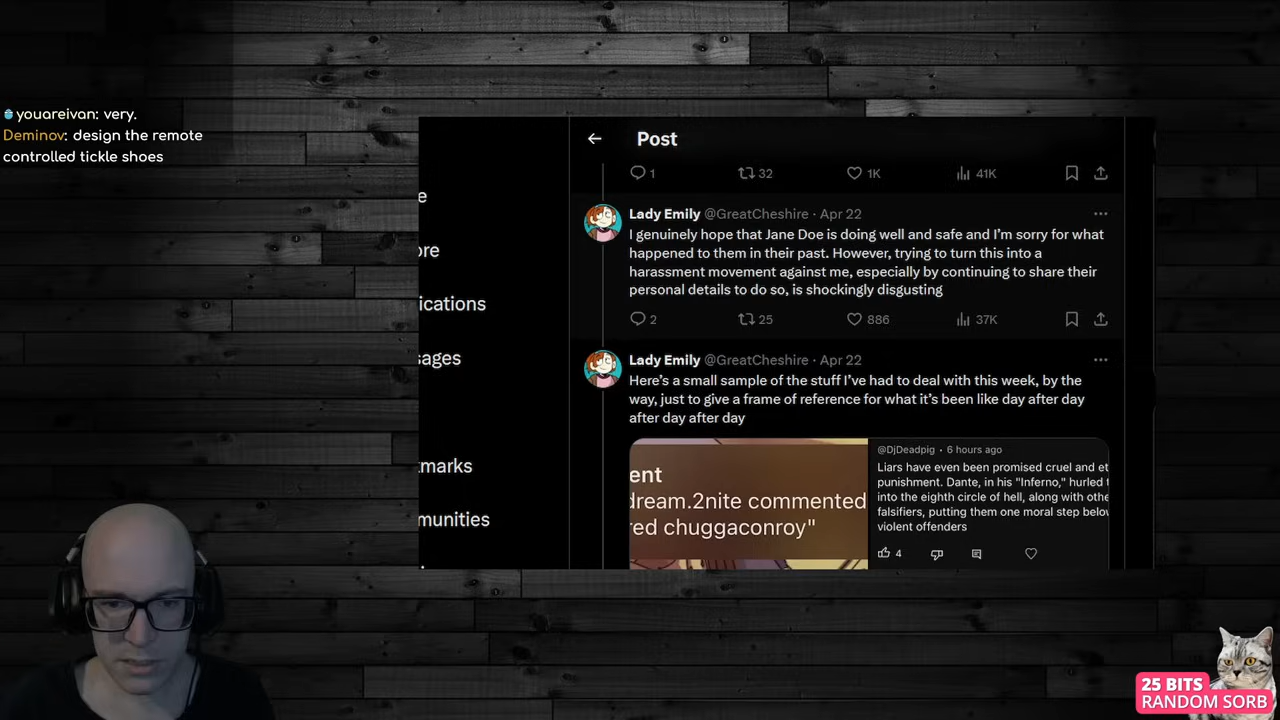 youareivan: very.
Deminov: design the remote
controlled tickle shoes
e
ore
ications
sages
tmarks
munities
Post
1 32 1K 41K
Lady Emily @GreatCheshire · Apr 22
I genuinely hope that Jane Doe is doing well and safe and I'm sorry for what
happened to them in their past. However, trying to turn this into a
harassment movement against me, especially by continuing to share their
personal details to do so, is shockingly disgusting
2 25 886 37K
Lady Emily @GreatCheshire · Apr 22
Here's a small sample of the stuff I've had to deal with this week, by the
way, just to give a frame of reference for what it's been like day after day
after day after day
ent
dream.2nite commented
red chuggaconroy"
@DjDeadpig · 6 hours ago
Liars have even been promised cruel and et
punishment. Dante, in his "Inferno," hurled t
into the eighth circle of hell, along with othe
falsifiers, putting them one moral step below
violent offenders
4
25 BITS
RANDOM SORB